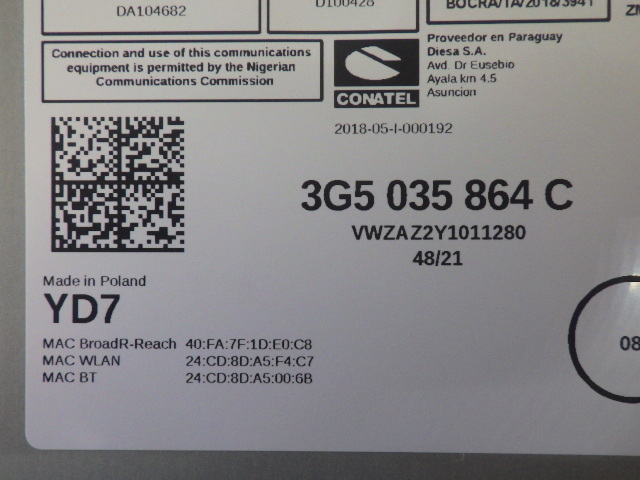 DA104682
D100428
BOCRA/TA/2018/3941
Connection and use of this communications
equipment is permitted by the Nigerian
Communications Commission
CONATEL
Proveedor en Paraguay
Diesa S.A.
Avd. Dr Eusebio
Ayala km 4.5
Asuncion
2018-05-I-000192
3G5 035 864 C
VWZAZ2Y1011280
48/21
Made in Poland
YD7
MAC BroadR-Reach 40:FA:7F:1D:E0:C8
MAC WLAN 24:CD:8D:A5:F4:C7
MAC BT 24:CD:8D:A5:00:6B
08